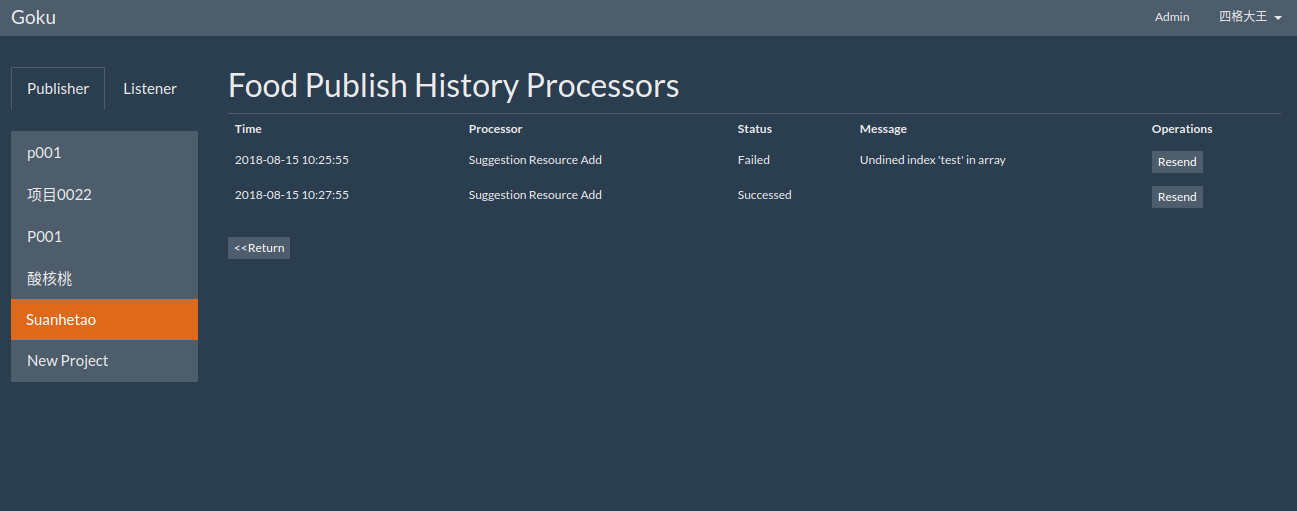 Goku
Admin 四格大王
Publisher Listener
p001
项目0022
P001
酸核桃
Suanhetao
New Project
Food Publish History Processors
Time Processor Status Message Operations
2018-08-15 10:25:55 Suggestion Resource Add Failed Undined index 'test' in array Resend
2018-08-15 10:27:55 Suggestion Resource Add Successed Resend
<<Return